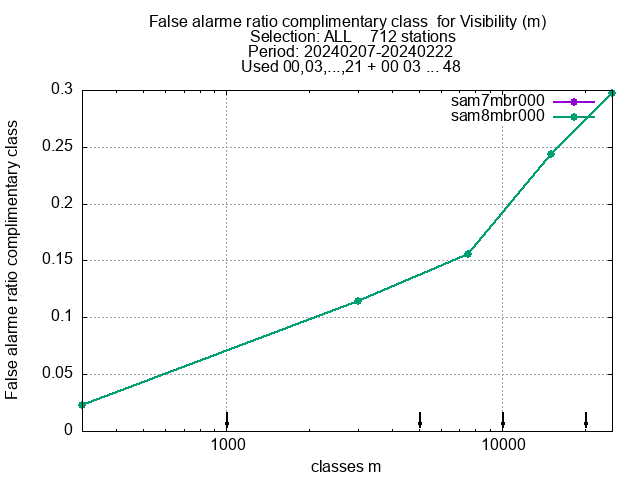 False alarme ratio complimentary class  for Visibility (m)
Selection: ALL    712 stations
Period: 20240207-20240222
Used 00,03,...,21 + 00 03 ... 48
sam7mbr000
sam8mbr000
False alarme ratio complimentary class
0.3
0.25
0.2
0.15
0.1
0.05
0
1000
10000
classes m